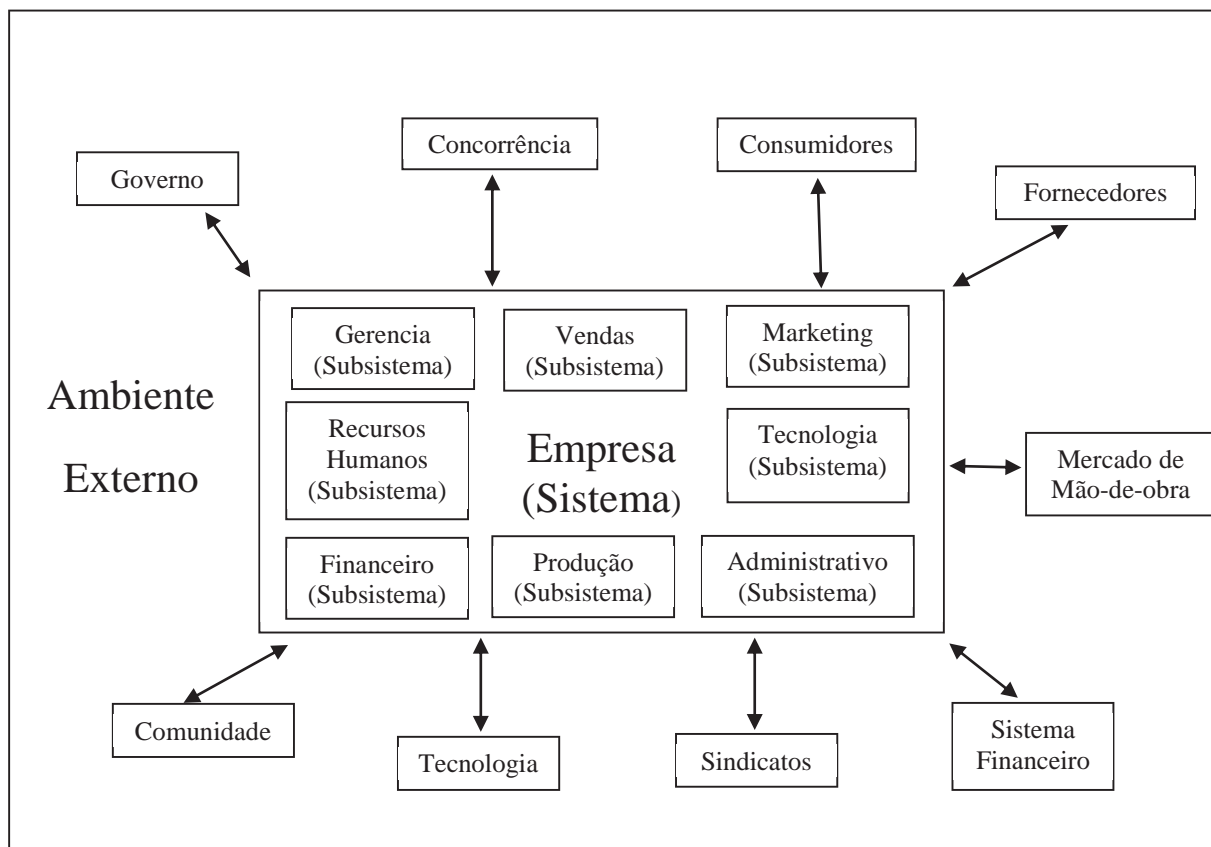 Concorrência
Consumidores
Governo
Fornecedores
Gerencia
(Subsistema)
Vendas
(Subsistema)
Marketing
(Subsistema)
Ambiente
Externo
Recursos
Humanos
(Subsistema)
Empresa
(Sistema)
Tecnologia
(Subsistema)
Mercado de
Mão-de-obra
Financeiro
(Subsistema)
Produção
(Subsistema)
Administrativo
(Subsistema)
Comunidade
Tecnologia
Sindicatos
Sistema
Financeiro